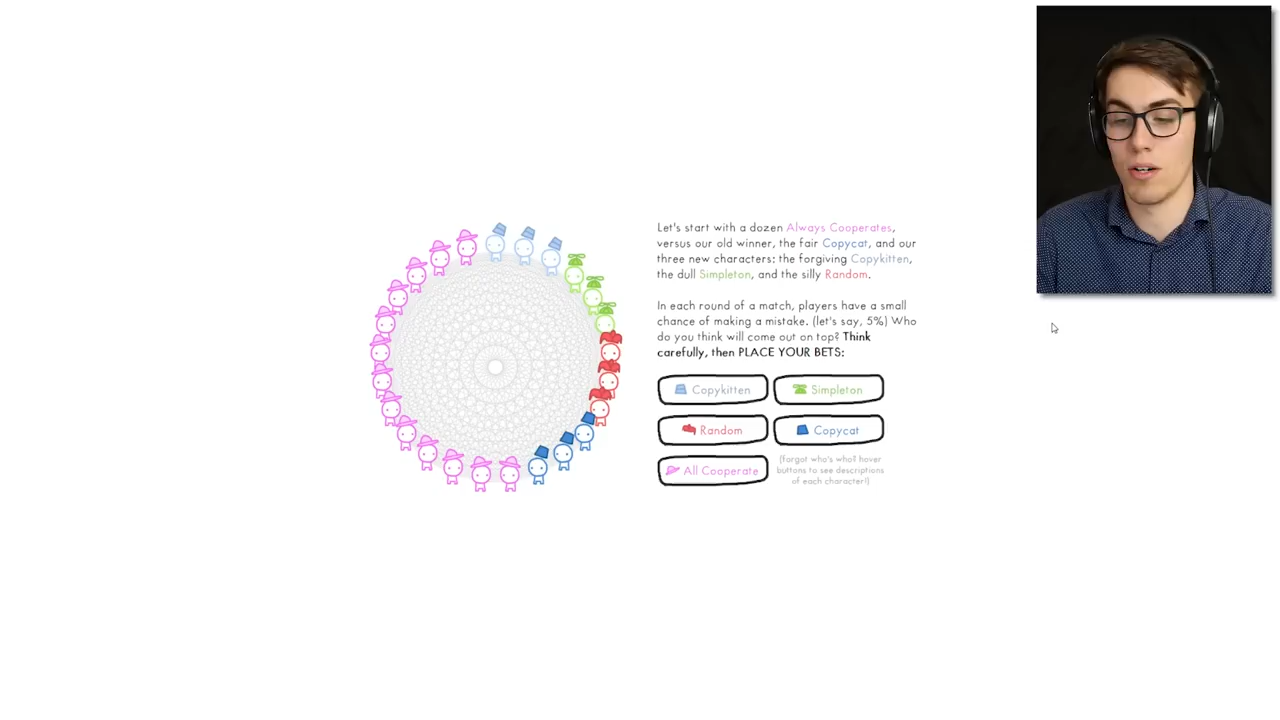 Let's start with a dozen Always Cooperates,
versus our old winner, the fair Copycat, and our
three new characters: the forgiving Copykitten,
the dull Simpleton, and the silly Random.
In each round of a match, players have a small
chance of making a mistake. (let's say, 5%) Who
do you think will come out on top? Think
carefully, then PLACE YOUR BETS:
Copykitten
Simpleton
Random
Copycat
All Cooperate
(forgot who's who? hover
buttons to see descriptions
of each character!)